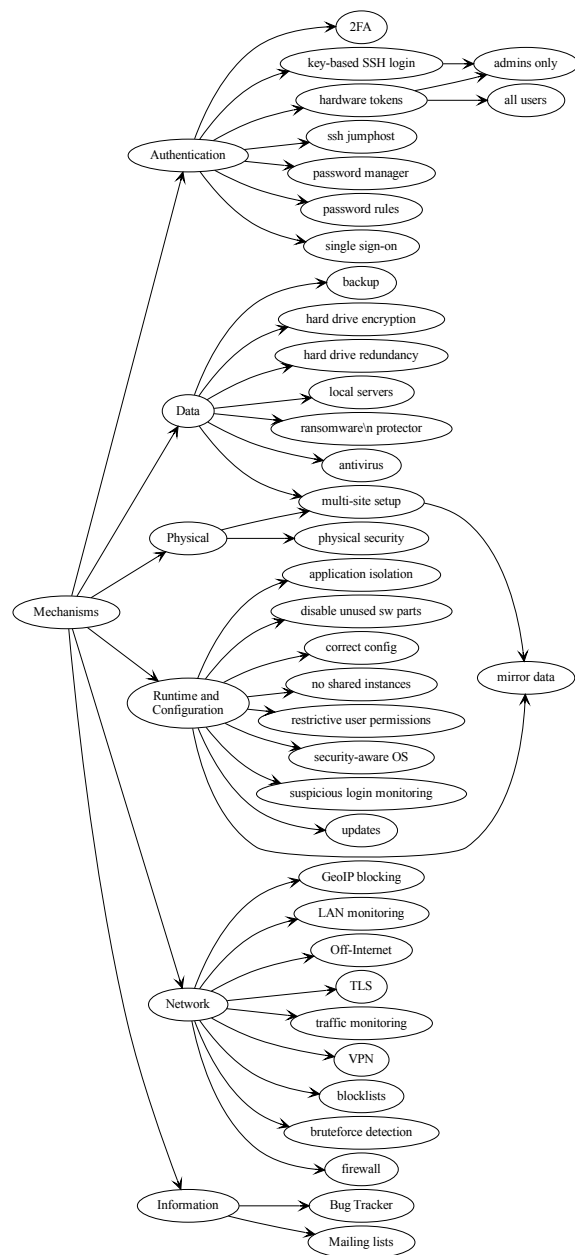 2FA
key-based SSH login
admins only
hardware tokens
all users
Authentication
ssh jumphost
password manager
password rules
single sign-on
backup
hard drive encryption
hard drive redundancy
local servers
Data
ransomware\n protector
antivirus
multi-site setup
Physical
physical security
application isolation
Mechanisms
disable unused sw parts
correct config
mirror data
no shared instances
Runtime and
Configuration
restrictive user permissions
security-aware OS
suspicious login monitoring
updates
GeoIP blocking
LAN monitoring
Off-Internet
TLS
Network
traffic monitoring
VPN
blocklists
bruteforce detection
firewall
Information
Bug Tracker
Mailing lists